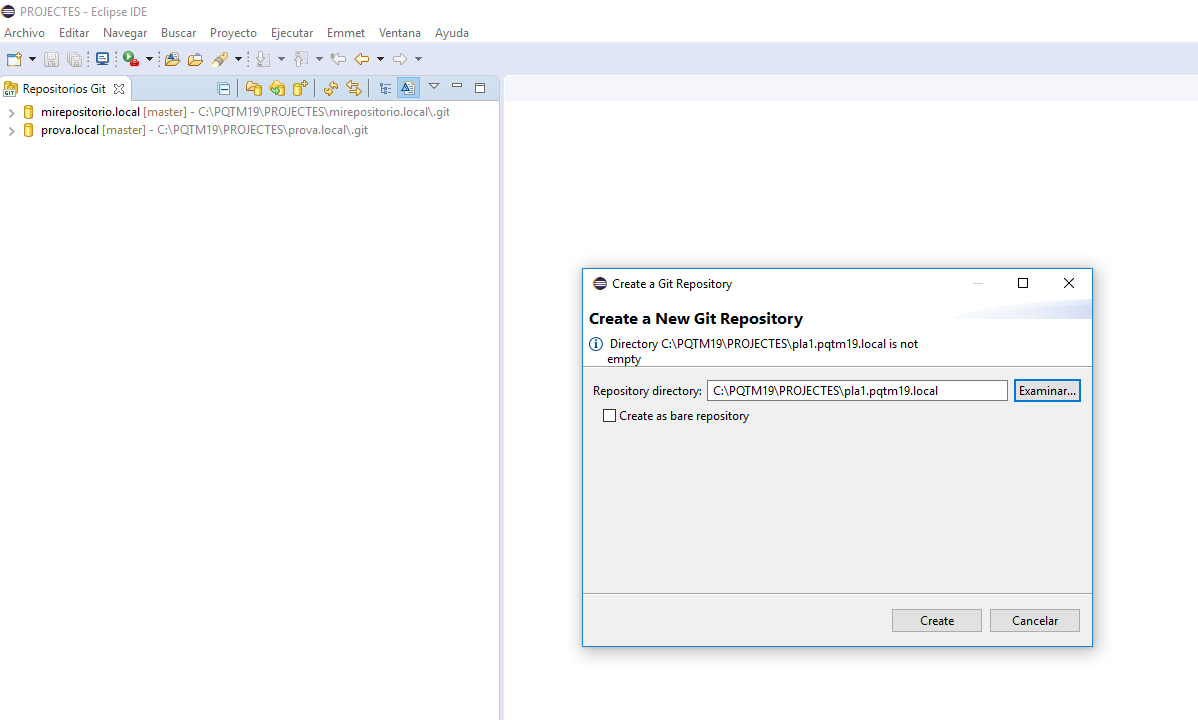 PROJECTES - Eclipse IDE
Archivo Editar Navegar Buscar Proyecto Ejecutar Emmet Ventana Ayuda
Repositorios Git
mirepositorio.local [master] - C:\PQTM19\PROJECTES\mirepositorio.local\.git
prova.local [master] - C:\PQTM19\PROJECTES\prova.local\.git
Create a Git Repository
Create a New Git Repository
Directory C:\PQTM19\PROJECTES\pla1.pqtm19.local is not
empty
Repository directory: C:\PQTM19\PROJECTES\pla1.pqtm19.local Examinar...
Create as bare repository
Create Cancelar